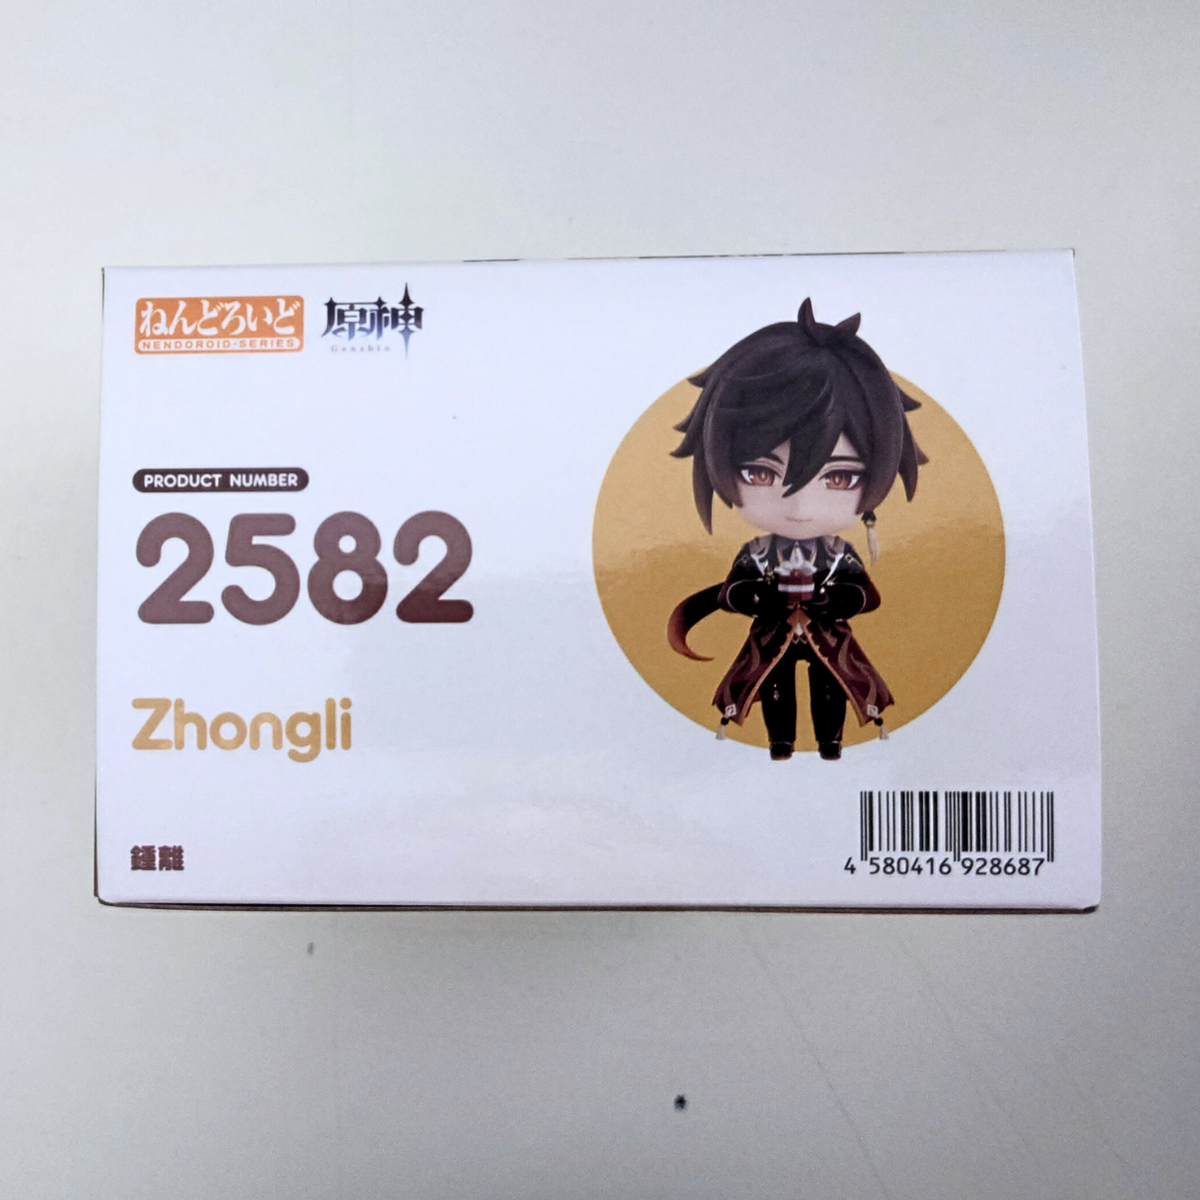 ねんどろいど
NENDOROID-SERIES
原神
Genshin
PRODUCT NUMBER
2582
Zhongli
鍾離
4 580416 928687